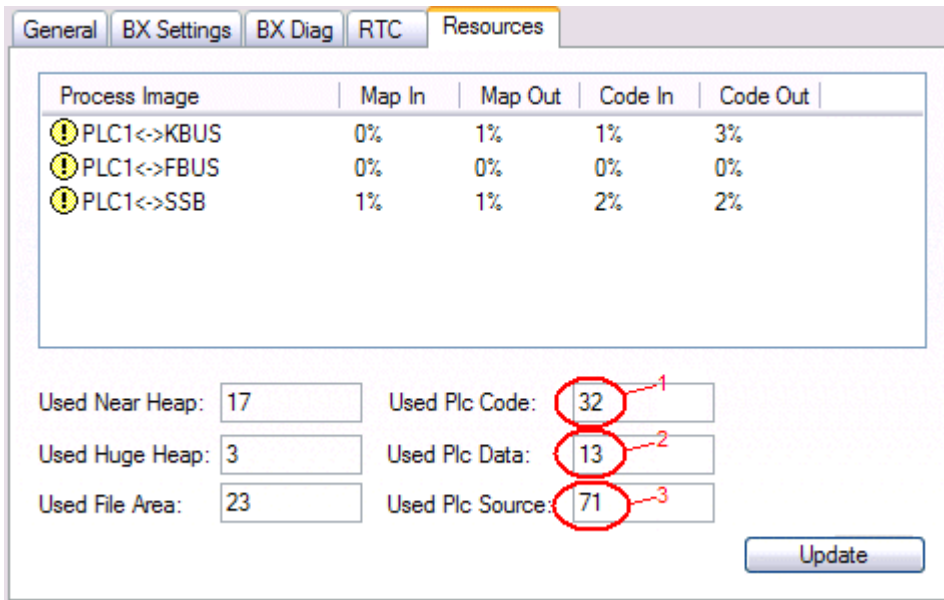 General BX Settings BX Diag RTC Resources
Process Image Map In Map Out Code In Code Out
PLC1<->KBUS 0% 1% 1% 3%
PLC1<->FBUS 0% 0% 0% 0%
PLC1<->SSB 1% 1% 2% 2%
Used Near Heap: 17 Used Plc Code: 32 1
Used Huge Heap: 3 Used Plc Data: 13 2
Used File Area: 23 Used Plc Source: 71 3
Update